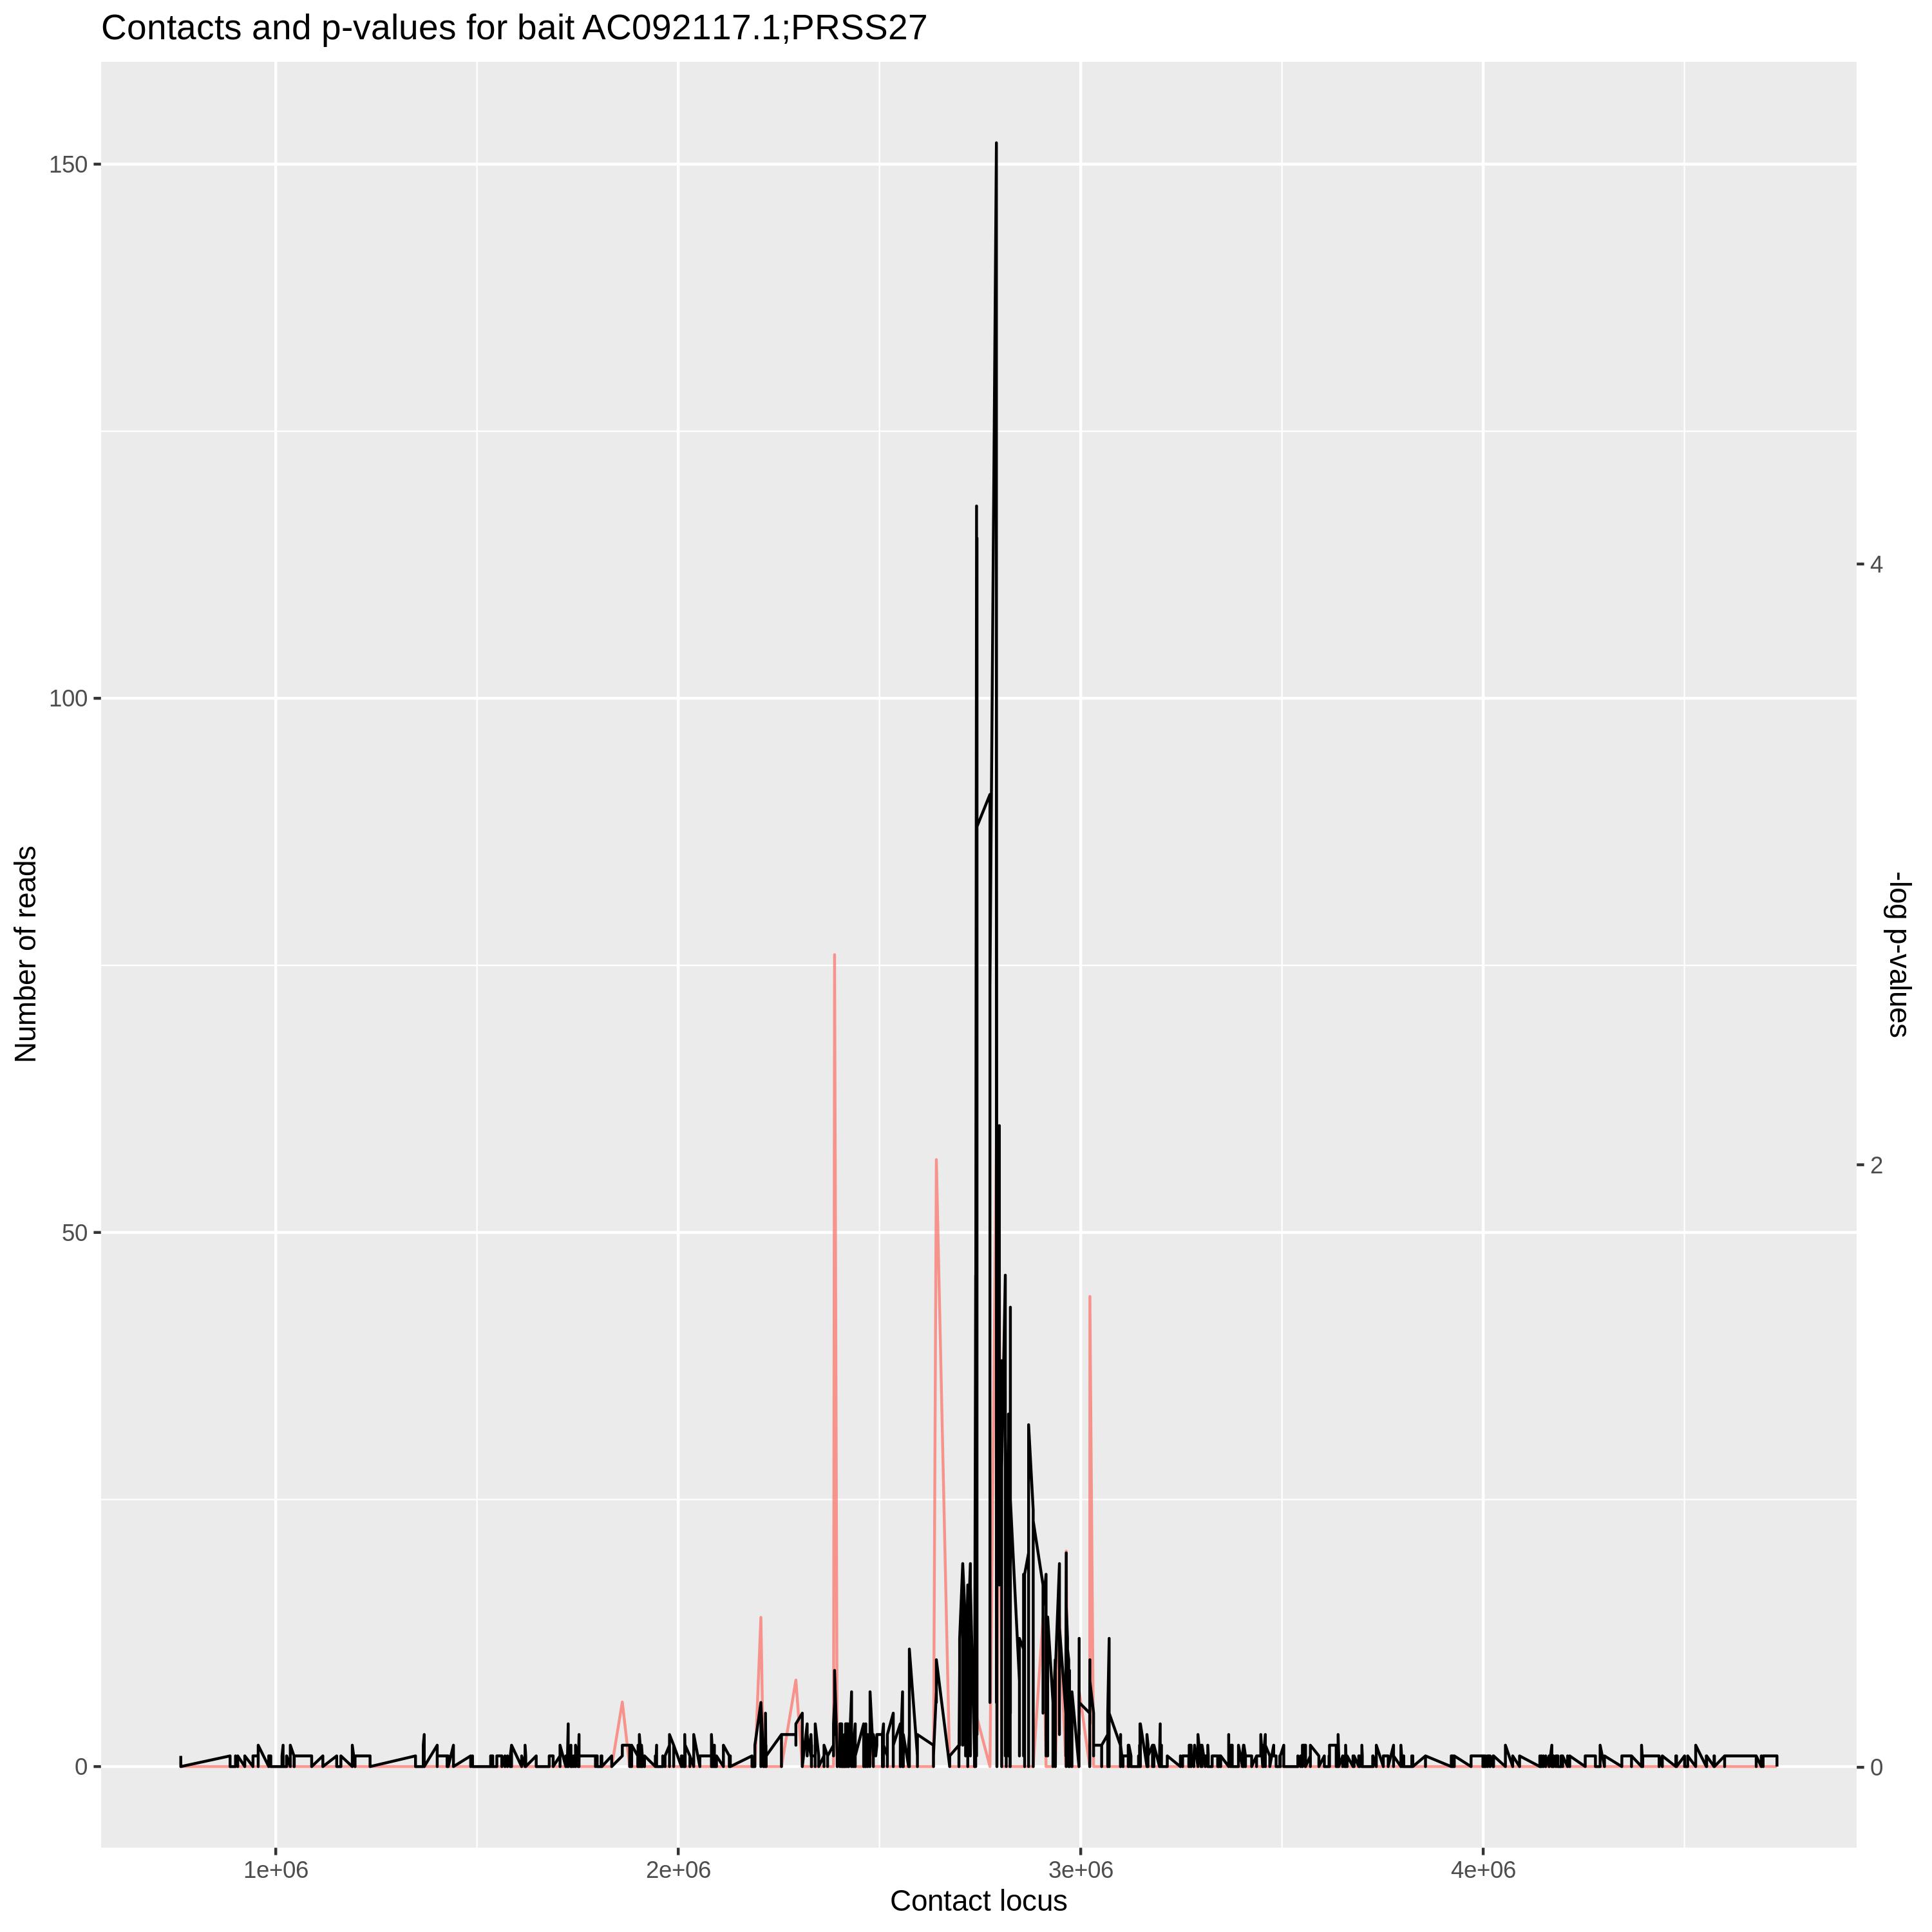 Contacts and p-values for bait AC092117.1;PRSS27
150
100
50
0
Number of reads
4
2
0
-log p-values
1e+06
2e+06
3e+06
4e+06
Contact locus